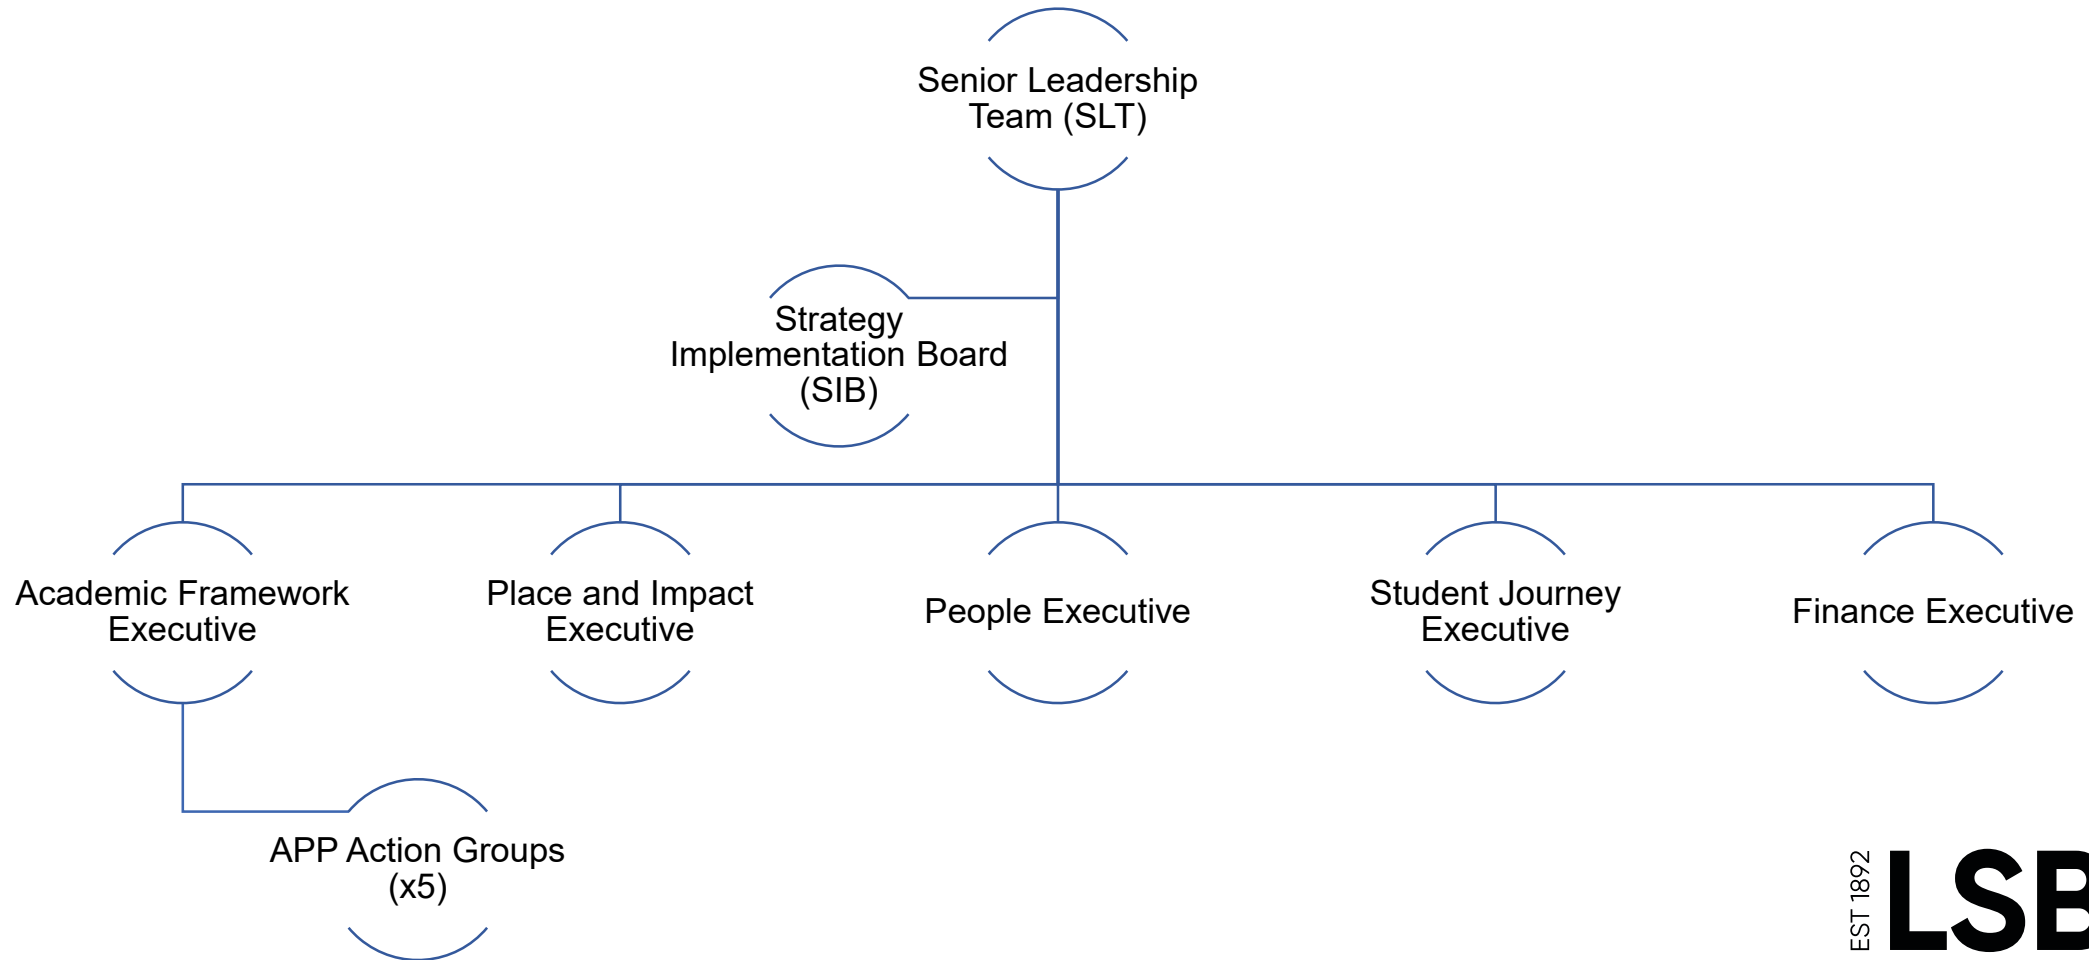 Senior Leadership
Team (SLT)
Strategy
Implementation Board
(SIB)
Academic Framework
Executive
Place and Impact
Executive
People Executive
Student Journey
Executive
Finance Executive
APP Action Groups
(x5)
EST 1892
LSB